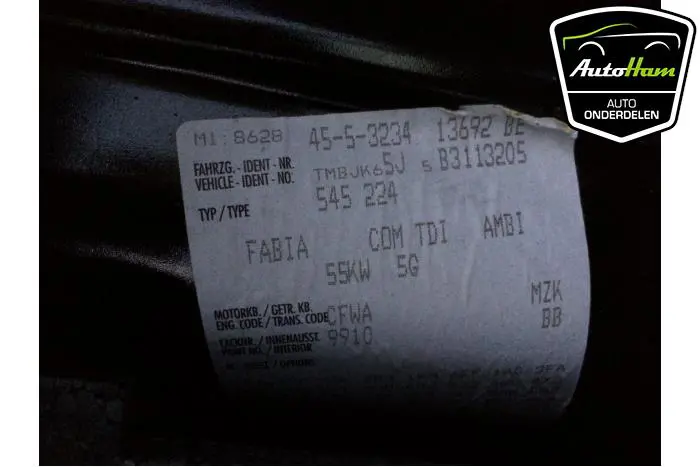 AutoHam
AUTO
ONDERDELEN
M1: 8628 45-5-3234 13692 BE
FAHRZG.-IDENT-NR.
VEHICLE-IDENT-NO. TMBJK65J 5 B3113205
TYP/TYPE 545 224
FABIA COM TDI AMBI
55KW 5G
MZK
MOTORKB./GETR. KB.
ENG. CODE/TRANS. CODE CFWA BB
LACKNR./INNENAUSST.
PAINT NO./INTERIOR 9910